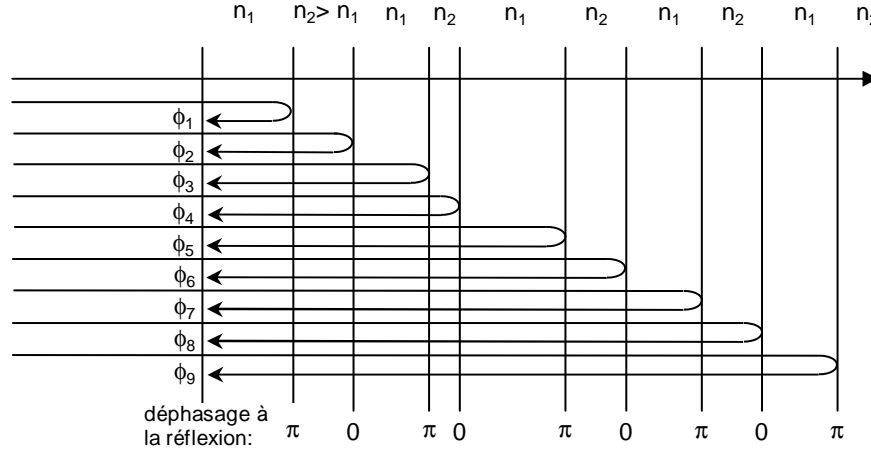 n₁ n₂> n₁ n₁ n₂ n₁ n₂ n₁ n₂ n₁ n₂
ϕ₁
ϕ₂
ϕ₃
ϕ₄
ϕ₅
ϕ₆
ϕ₇
ϕ₈
ϕ₉
déphasage à
la réflexion: π 0 π 0 π 0 π 0 π